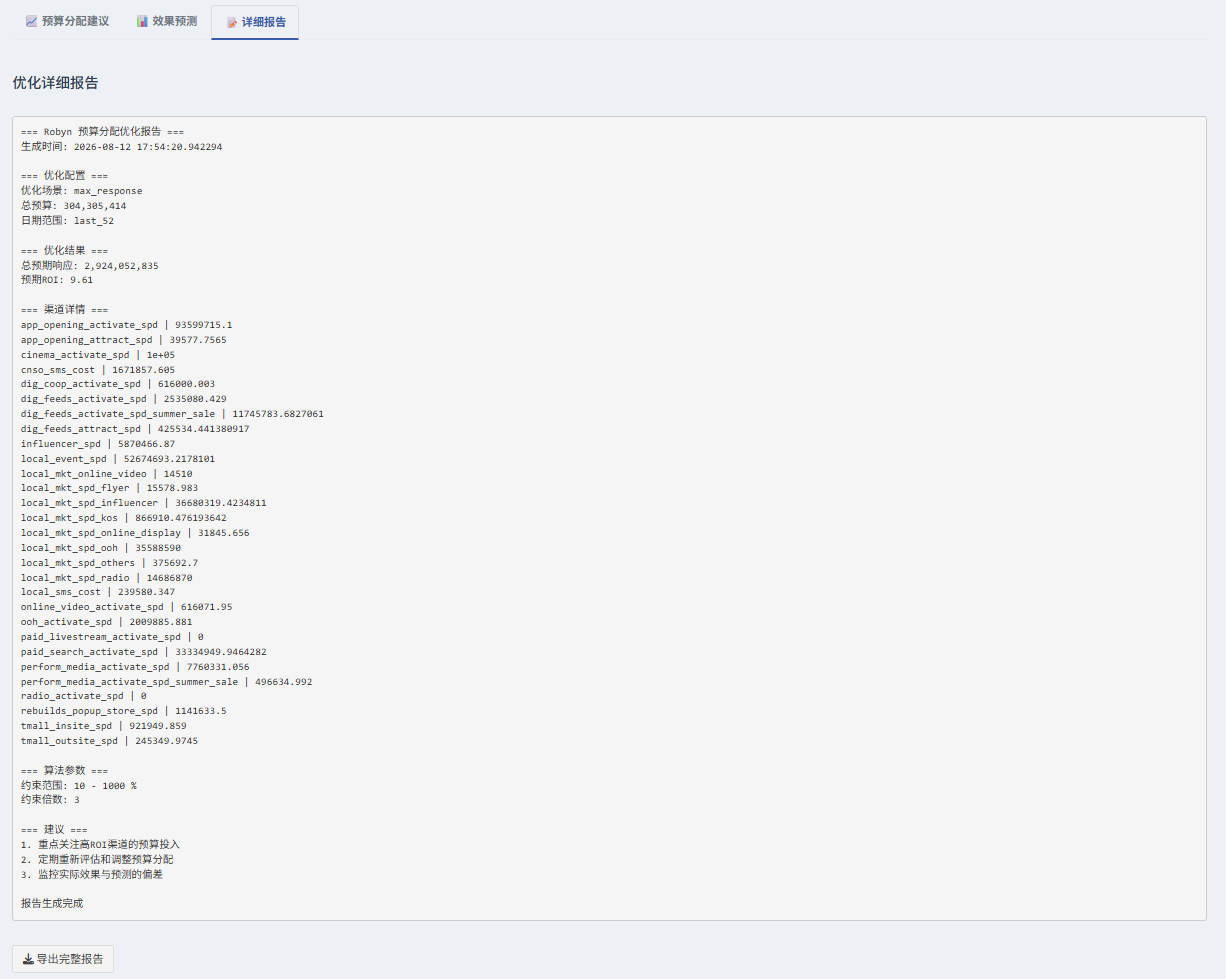 预算分配建议
效果预测
详细报告
优化详细报告
=== Robyn 预算分配优化报告 ===
生成时间: 2026-08-12 17:54:20.942294
=== 优化配置 ===
优化场景: max_response
总预算: 304,305,414
日期范围: last_52
=== 优化结果 ===
总预期响应: 2,924,052,835
预期ROI: 9.61
=== 渠道详情 ===
app_opening_activate_spd | 93599715.1
app_opening_attract_spd | 39577.7565
cinema_activate_spd | 1e+05
cnso_sms_cost | 1671857.605
dig_coop_activate_spd | 616000.003
dig_feeds_activate_spd | 2535080.429
dig_feeds_activate_spd_summer_sale | 11745783.6827061
dig_feeds_attract_spd | 425534.441380917
influencer_spd | 5870466.87
local_event_spd | 52674693.2178101
local_mkt_online_video | 14510
local_mkt_spd_flyer | 15578.983
local_mkt_spd_influencer | 36680319.4234811
local_mkt_spd_kos | 866910.476193642
local_mkt_spd_online_display | 31845.656
local_mkt_spd_ooh | 35588590
local_mkt_spd_others | 375692.7
local_mkt_spd_radio | 14686870
local_sms_cost | 239580.347
online_video_activate_spd | 616071.95
ooh_activate_spd | 2009885.881
paid_livestream_activate_spd | 0
paid_search_activate_spd | 33334949.9464282
perform_media_activate_spd | 7760331.056
perform_media_activate_spd_summer_sale | 496634.992
radio_activate_spd | 0
rebuilds_popup_store_spd | 1141633.5
tmall_insite_spd | 921949.859
tmall_outsite_spd | 245349.9745
=== 算法参数 ===
约束范围: 10 - 1000 %
约束倍数: 3
=== 建议 ===
1. 重点关注高ROI渠道的预算投入
2. 定期重新评估和调整预算分配
3. 监控实际效果与预测的偏差
报告生成完成
导出完整报告